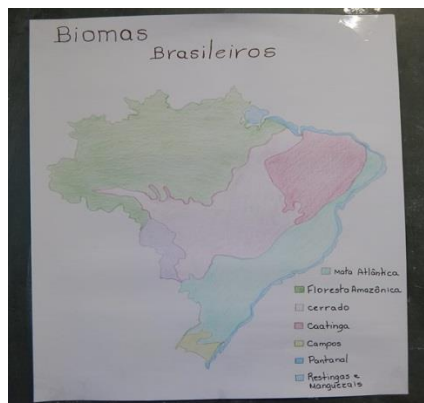 Biomas
Brasileiros
Mata Atlântica
Floresta Amazônica
Cerrado
Caatinga
Campos
Pantanal
Restingas e
Manguezais